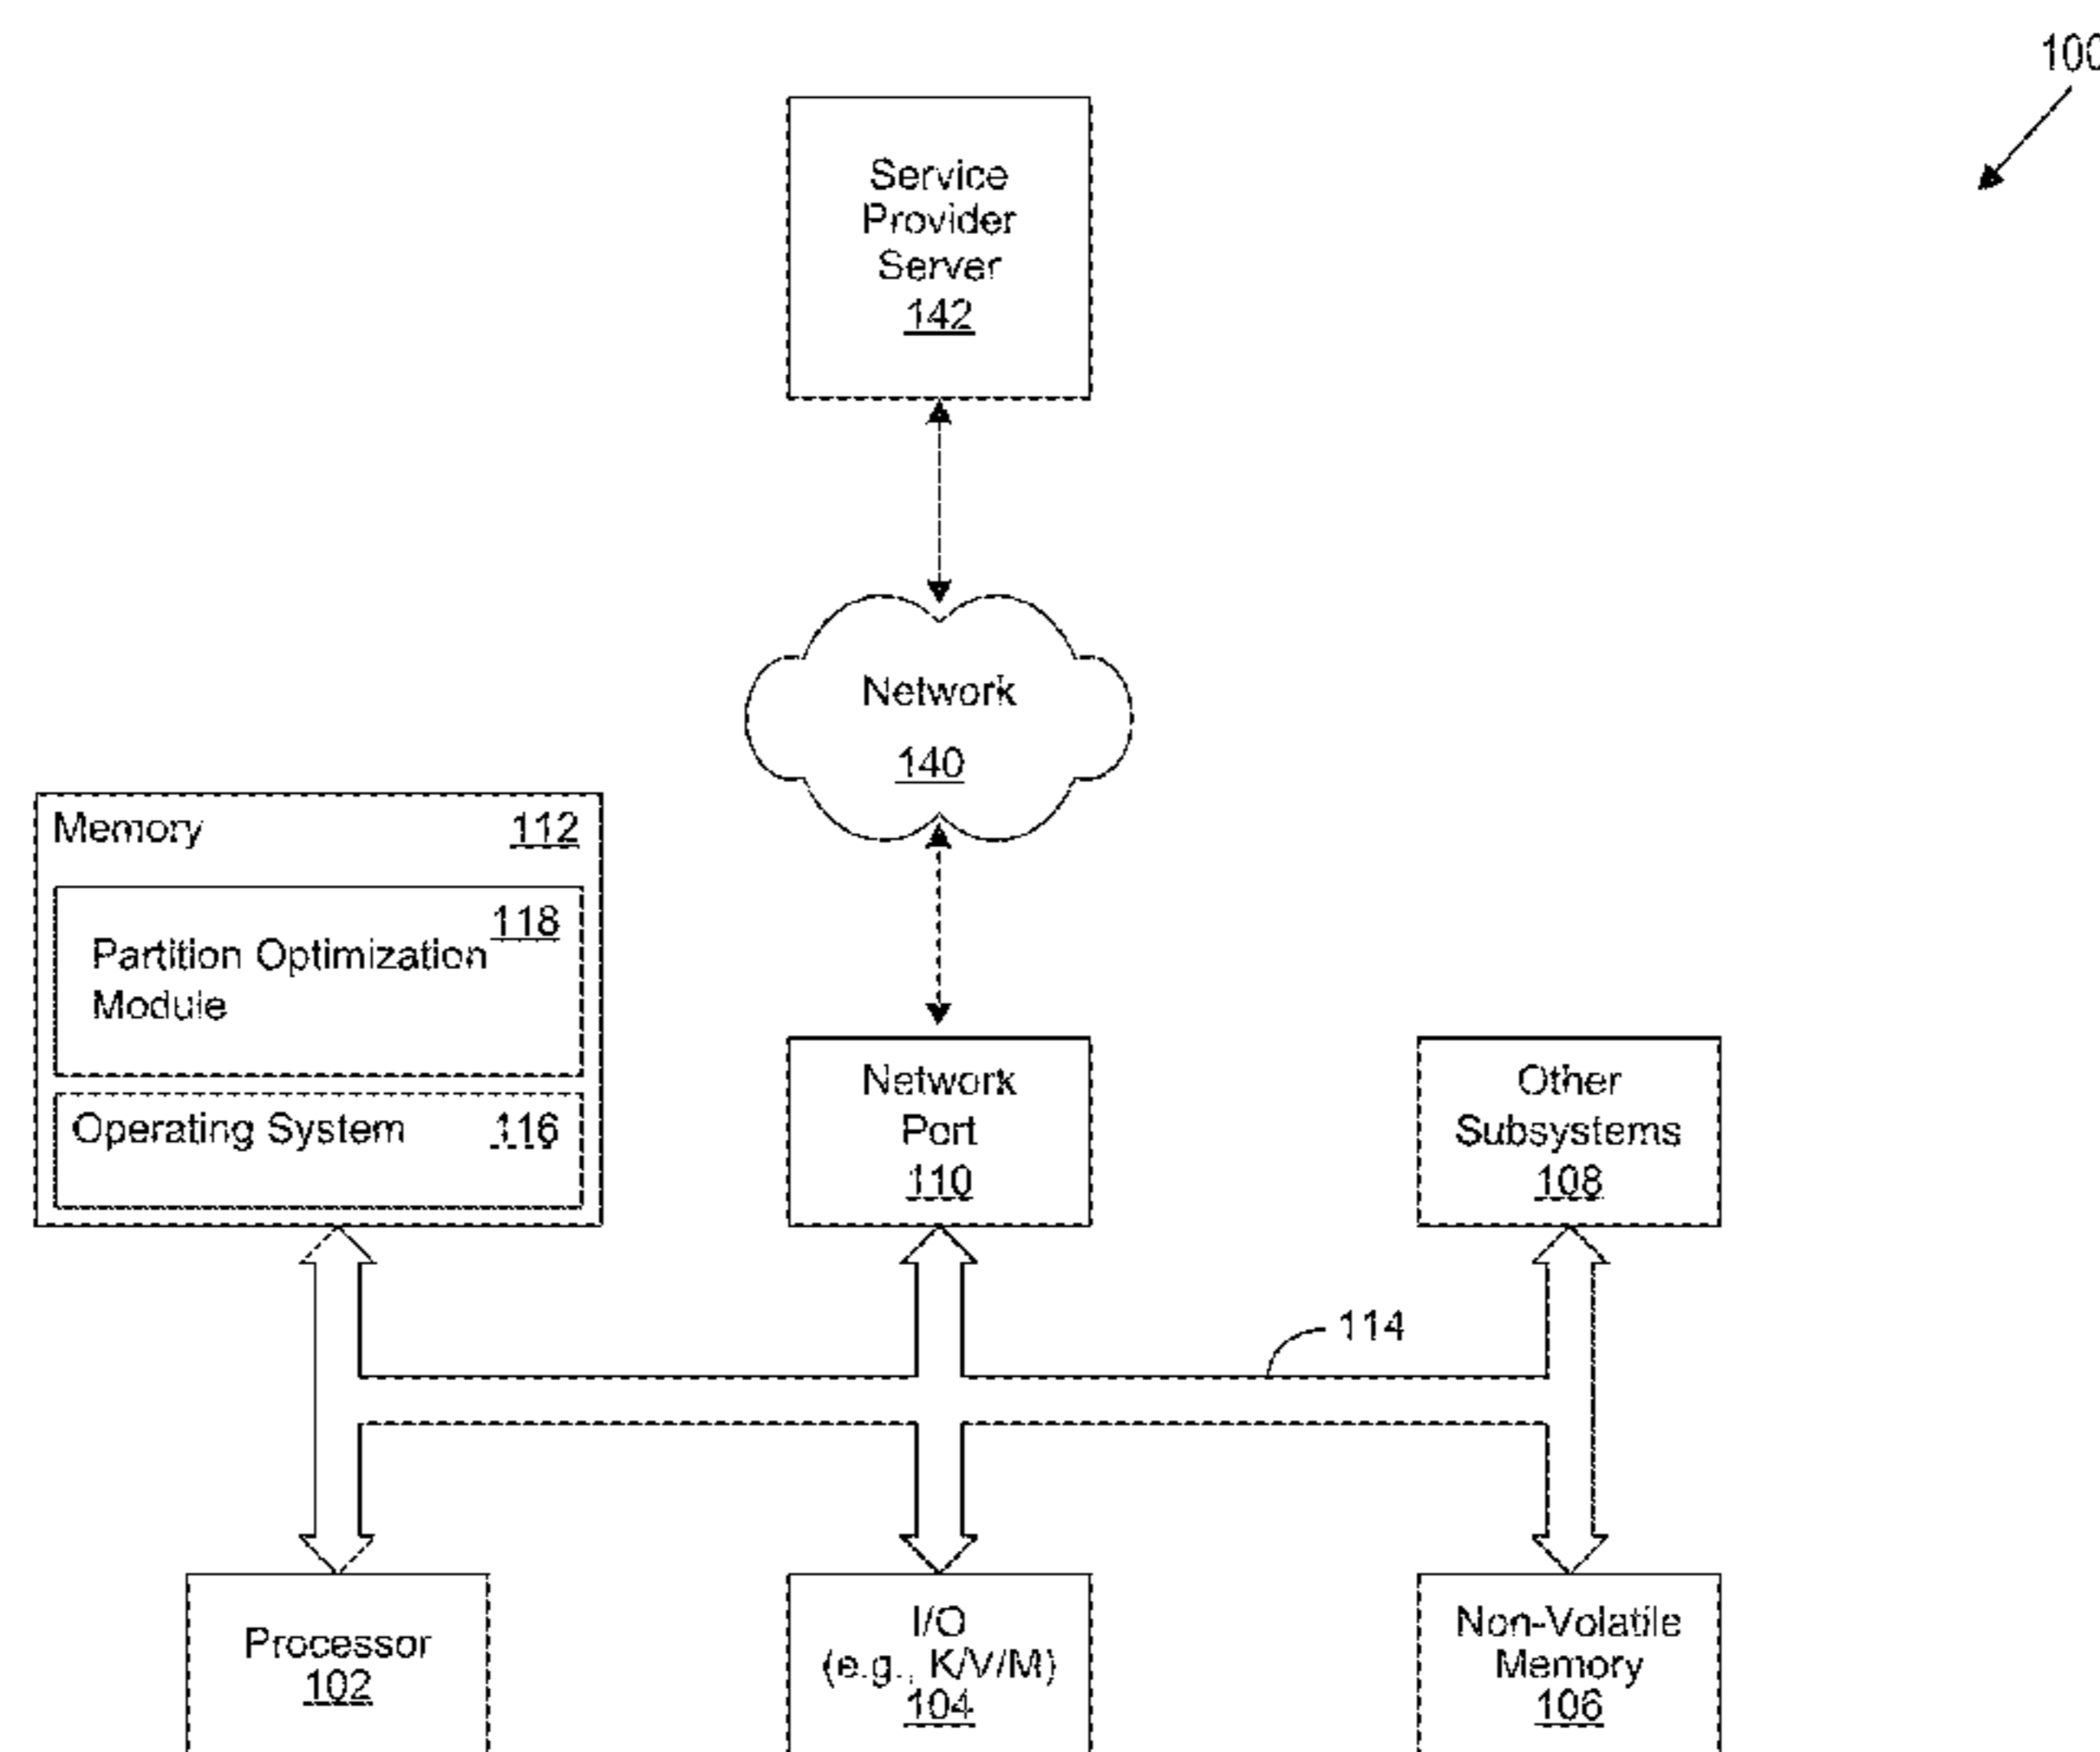 100
Service
Provider
Server
142
Network
140
Memory 112
118
Partition Optimization
Module
Operating System 116
Network
Port
110
Other
Subsystems
108
114
Processor
102
I/O
(e.g., K/V/M)
104
Non-Volatile
Memory
106